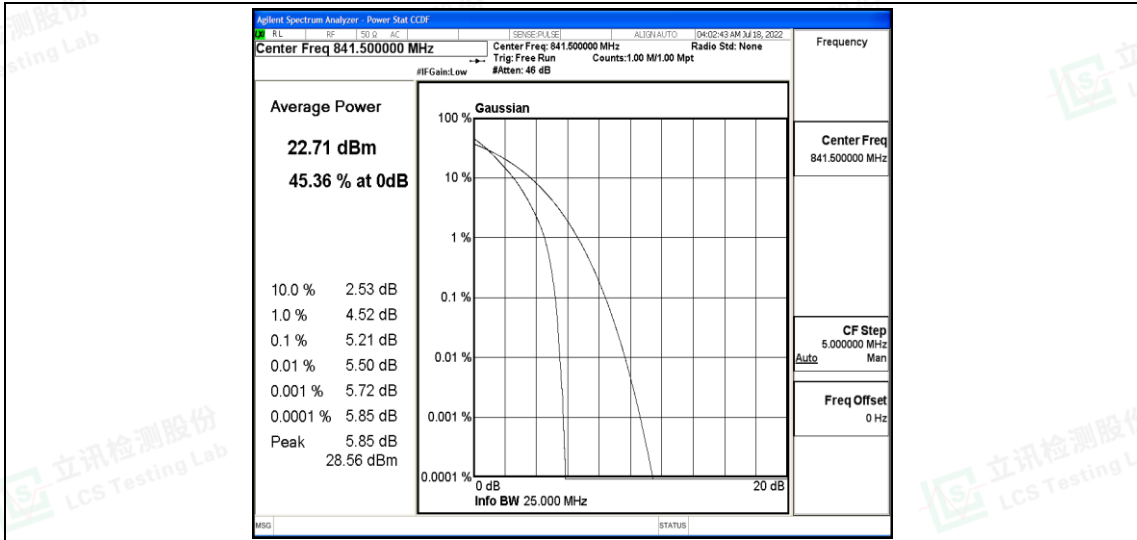 Agilent Spectrum Analyzer - Power Stat CCDF
RL RF 50 Ω AC SENSE:PULSE ALIGNAUTO 04:02:43 AM Jul 18, 2022
Center Freq 841.500000 MHz
Center Freq: 841.500000 MHz Radio Std: None
Trig: Free Run Counts:1.00 M/1.00 Mpt
#IFGain:Low #Atten: 46 dB
Frequency
Average Power
22.71 dBm
45.36 % at 0dB
10.0 % 2.53 dB
1.0 % 4.52 dB
0.1 % 5.21 dB
0.01 % 5.50 dB
0.001 % 5.72 dB
0.0001 % 5.85 dB
Peak 5.85 dB
28.56 dBm
Gaussian
100 %
10 %
1 %
0.1 %
0.01 %
0.001 %
0.0001 %
0 dB 20 dB
Info BW 25.000 MHz
Center Freq
841.500000 MHz
CF Step
5.000000 MHz
Auto Man
Freq Offset
0 Hz
MSG STATUS
立讯检测股份
LCS Testing Lab
立讯检测股份
LCS Testing L